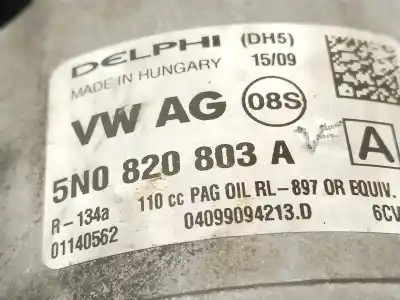 DELPHI (DH5)
MADE IN HUNGARY 15/09
VW AG 08S
5N0 820 803 A A
R-134a 110 cc PAG OIL RL-897 OR EQUIV.
01140562 04099094213.D 6CV